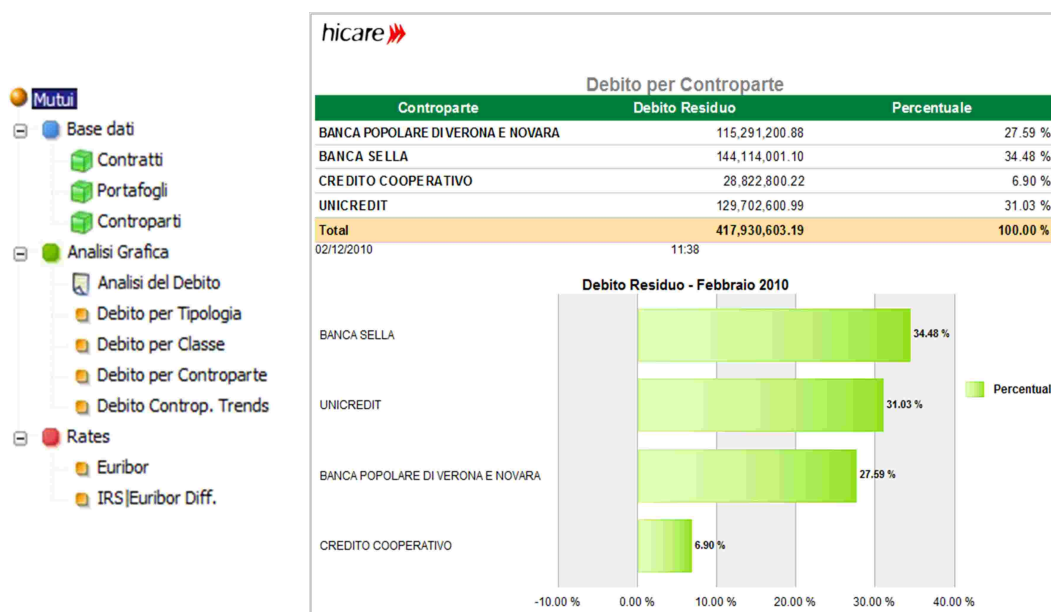 Mutui
Base dati
Contratti
Portafogli
Controparti
Analisi Grafica
Analisi del Debito
Debito per Tipologia
Debito per Classe
Debito per Controparte
Debito Controp. Trends
Rates
Euribor
IRS|Euribor Diff.
hicare
Debito per Controparte
Controparte Debito Residuo Percentuale
BANCA POPOLARE DI VERONA E NOVARA 115,291,200.88 27.59 %
BANCA SELLA 144,114,001.10 34.48 %
CREDITO COOPERATIVO 28,822,800.22 6.90 %
UNICREDIT 129,702,600.99 31.03 %
Total 417,930,603.19 100.00 %
02/12/2010 11:38
Debito Residuo - Febbraio 2010
BANCA SELLA 34.48 %
UNICREDIT 31.03 %
Percentual
BANCA POPOLARE DI VERONA E NOVARA 27.59 %
CREDITO COOPERATIVO 6.90 %
-10.00 % 0.00 % 10.00 % 20.00 % 30.00 % 40.00 %